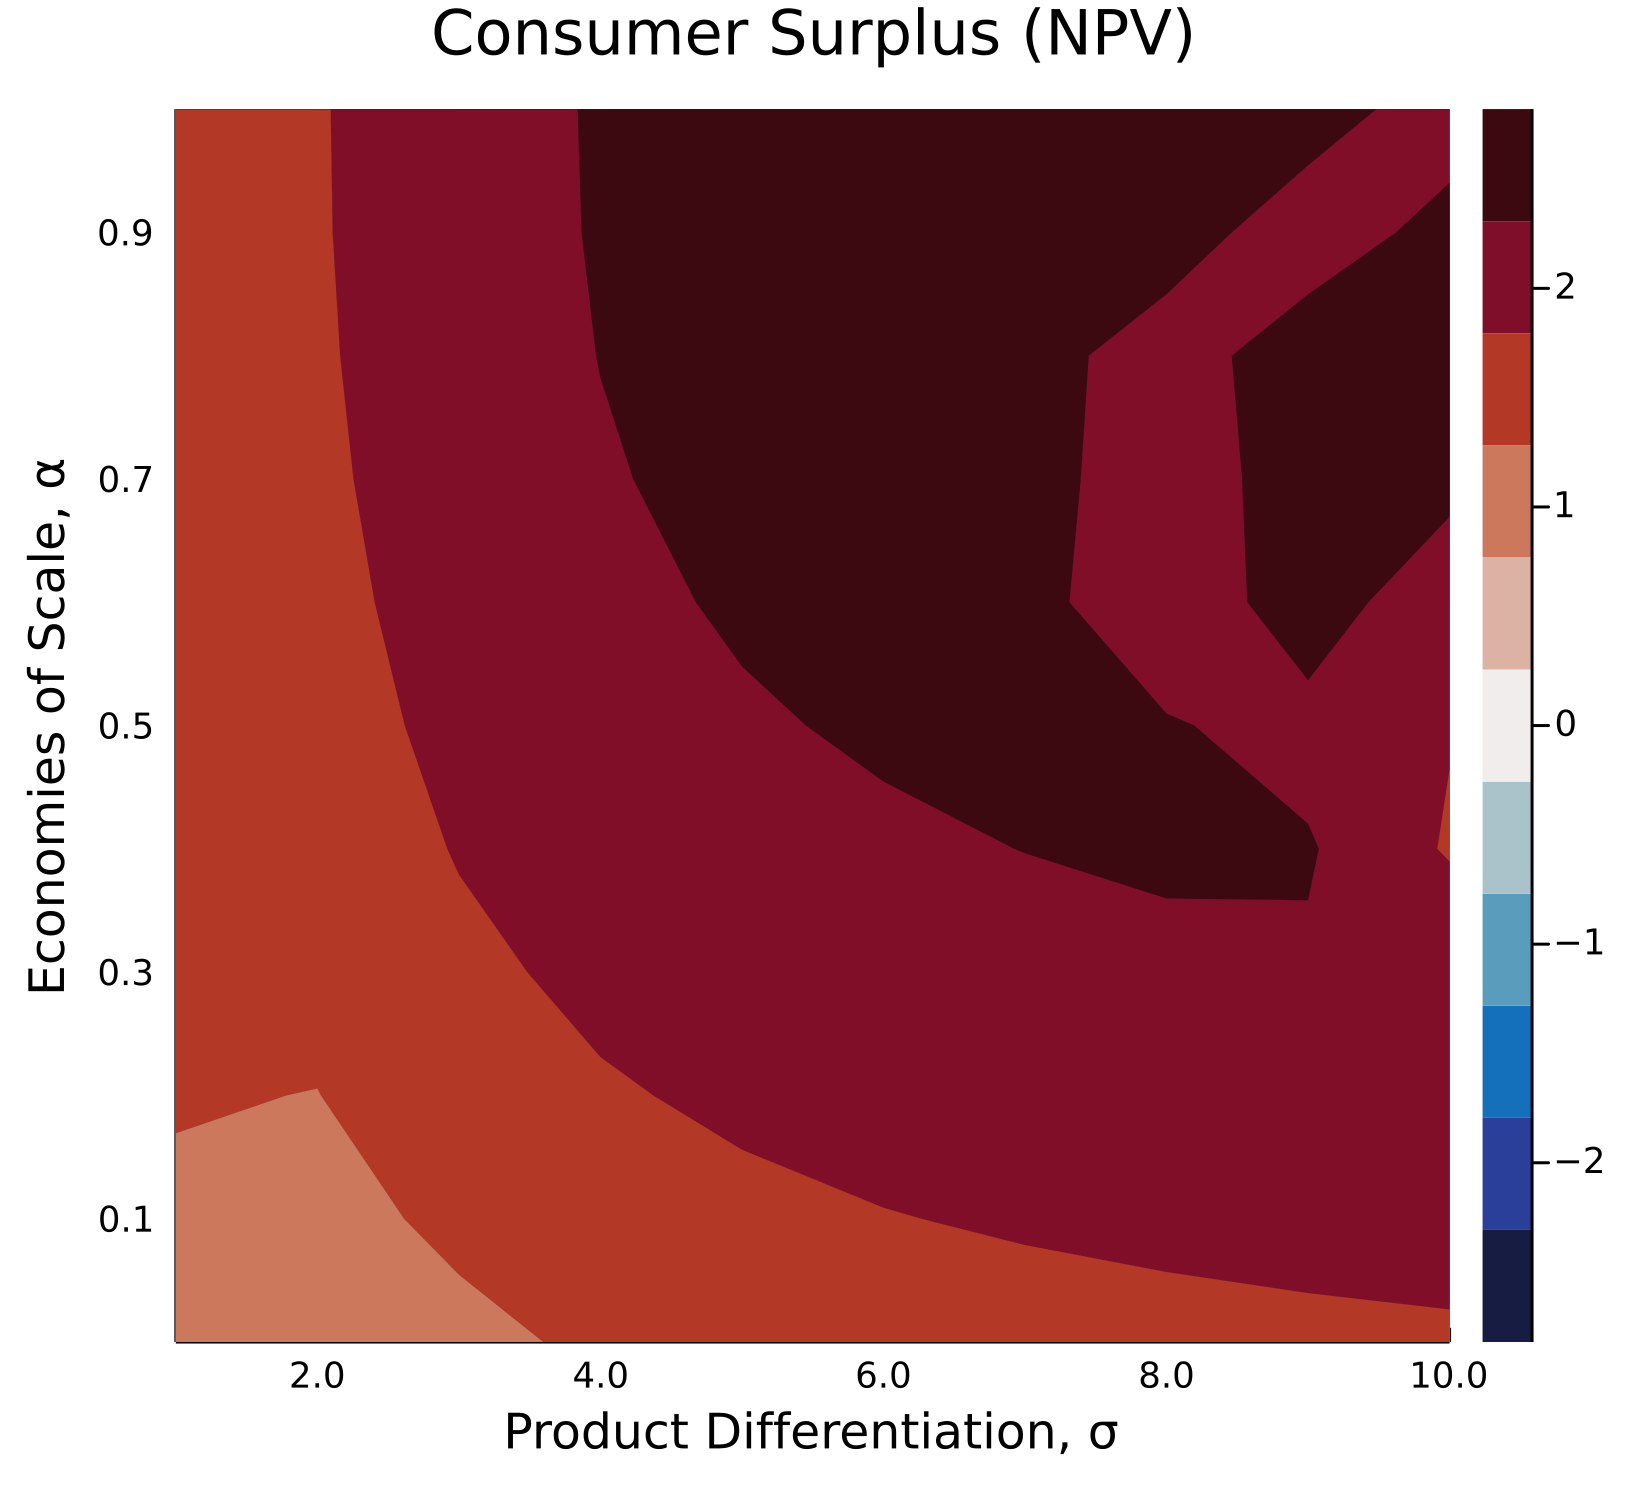 Consumer Surplus (NPV)
Economies of Scale, α
0.9
0.7
0.5
0.3
0.1
2.0 4.0 6.0 8.0 10.0
Product Differentiation, σ
2
1
0
−1
−2